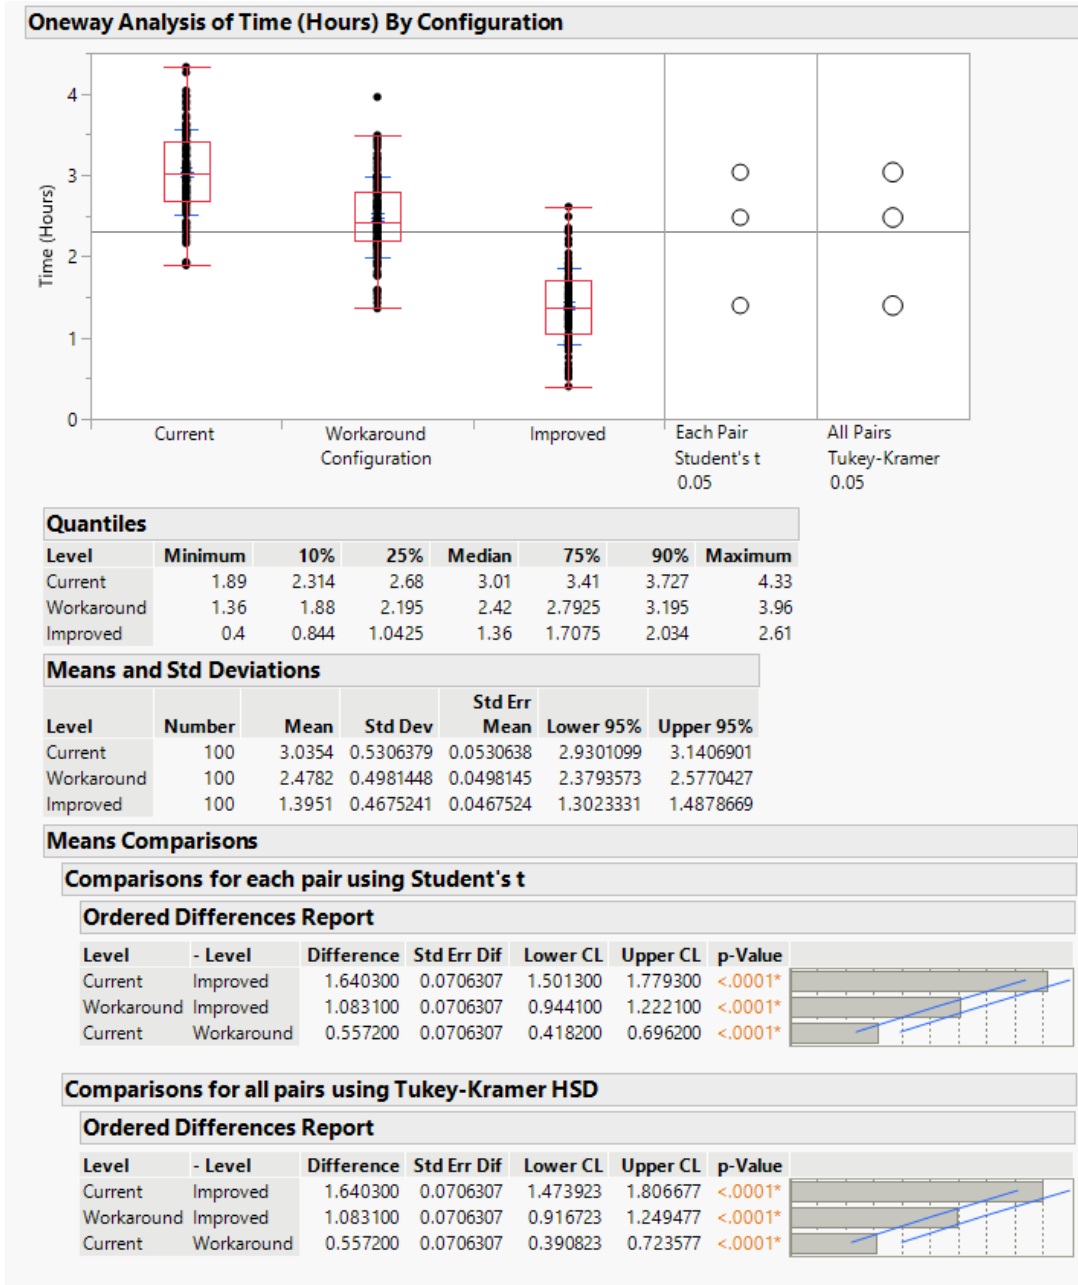 Oneway Analysis of Time (Hours) By Configuration
4
3
2
1
0
Time (Hours)
Current Workaround Improved Each Pair All Pairs
Configuration Student's t Tukey-Kramer
0.05 0.05
Quantiles
Level Minimum 10% 25% Median 75% 90% Maximum
Current 1.89 2.314 2.68 3.01 3.41 3.727 4.33
Workaround 1.36 1.88 2.195 2.42 2.7925 3.195 3.96
Improved 0.4 0.844 1.0425 1.36 1.7075 2.034 2.61
Means and Std Deviations
Std Err
Level Number Mean Std Dev Mean Lower 95% Upper 95%
Current 100 3.0354 0.5306379 0.0530638 2.9301099 3.1406901
Workaround 100 2.4782 0.4981448 0.0498145 2.3793573 2.5770427
Improved 100 1.3951 0.4675241 0.0467524 1.3023331 1.4878669
Means Comparisons
Comparisons for each pair using Student's t
Ordered Differences Report
Level - Level Difference Std Err Dif Lower CL Upper CL p-Value
Current Improved 1.640300 0.0706307 1.501300 1.779300 <.0001*
Workaround Improved 1.083100 0.0706307 0.944100 1.222100 <.0001*
Current Workaround 0.557200 0.0706307 0.418200 0.696200 <.0001*
Comparisons for all pairs using Tukey-Kramer HSD
Ordered Differences Report
Level - Level Difference Std Err Dif Lower CL Upper CL p-Value
Current Improved 1.640300 0.0706307 1.473923 1.806677 <.0001*
Workaround Improved 1.083100 0.0706307 0.916723 1.249477 <.0001*
Current Workaround 0.557200 0.0706307 0.390823 0.723577 <.0001*